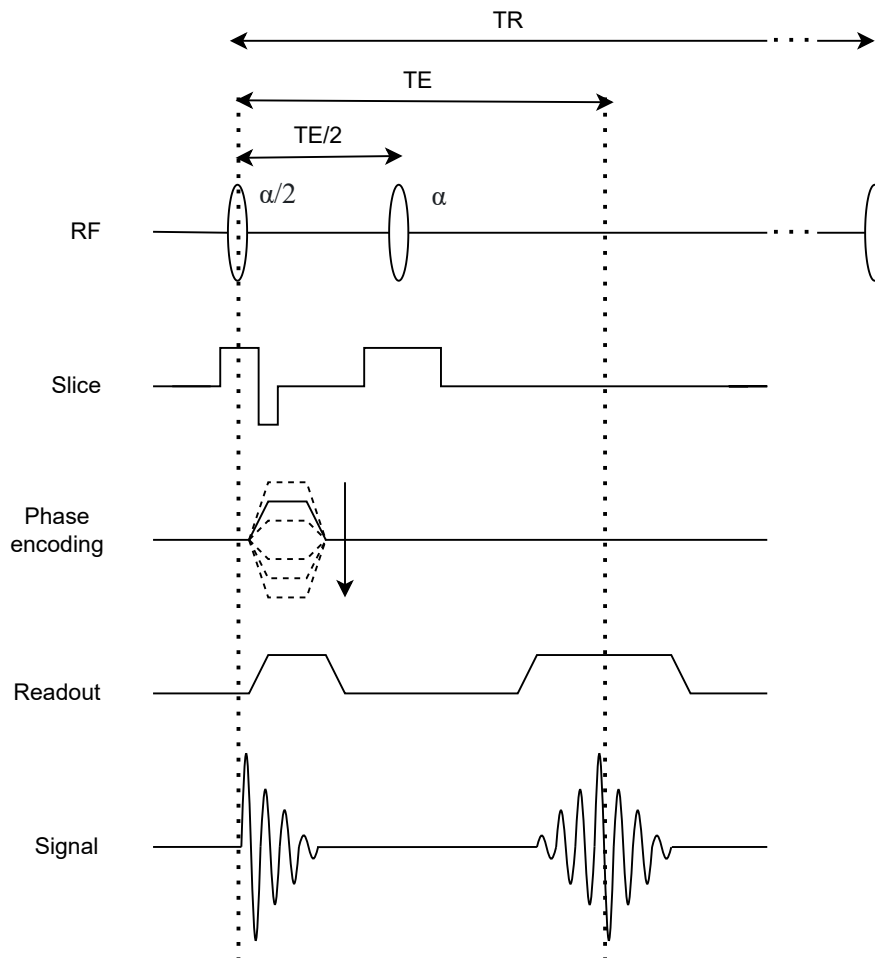 TR
TE
TE/2
α/2
α
RF
Slice
Phase
encoding
Readout
Signal